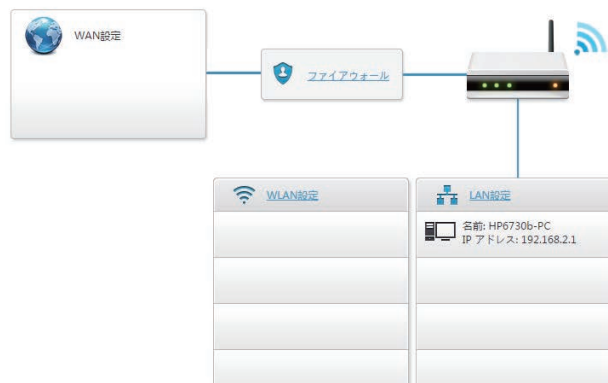 WAN設定
ファイアウォール
WLAN設定
LAN設定
名前: HP6730b-PC
IP アドレス: 192.168.2.1